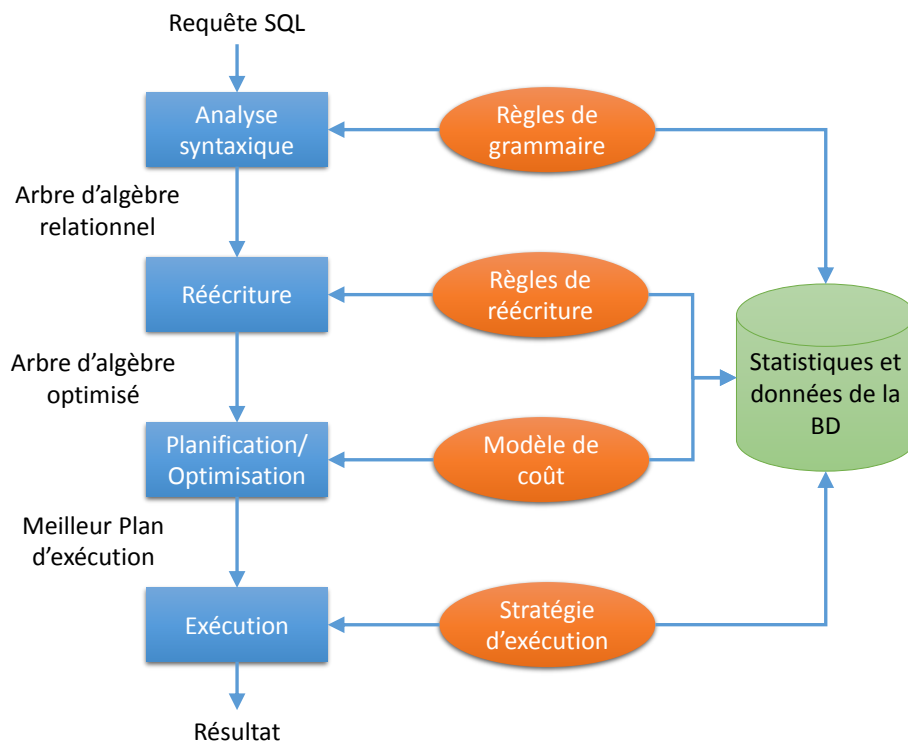 Requête SQL
Analyse
syntaxique
Règles de
grammaire
Arbre d'algèbre
relationnel
Réécriture
Règles de
réécriture
Statistiques et
données de la
BD
Arbre d'algèbre
optimisé
Planification/
Optimisation
Modèle de
coût
Meilleur Plan
d'exécution
Exécution
Stratégie
d'exécution
Résultat